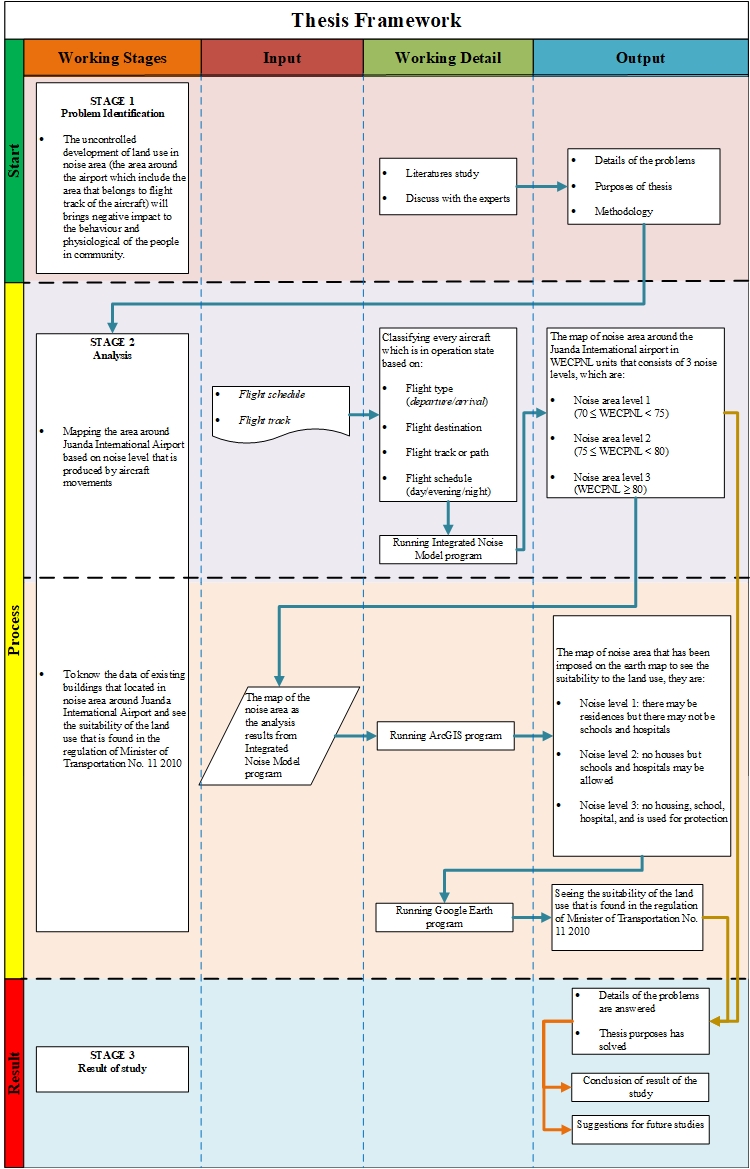 Thesis Framework
Working Stages
Input
Working Detail
Output
Start
STAGE 1
Problem Identification
• The uncontrolled
development of land use in
noise area (the area around
the airport which include the
area that belongs to flight
track of the aircraft) will
brings negative impact to
the behaviour and
physiological of the people
in community.
• Literatures study
• Discuss with the experts
• Details of the problems
• Purposes of thesis
• Methodology
Process
STAGE 2
Analysis
• Mapping the area around
Juanda International Airport
based on noise level that is
produced by aircraft
movements
• Flight schedule
• Flight track
Classifying every aircraft
which is in operation state
based on:
• Flight type
(departure/arrival)
• Flight destination
• Flight track or path
• Flight schedule
(day/evening/night)
Running Integrated Noise
Model program
The map of noise area around the
Juanda International airport in
WECPNL units that consists of 3 noise
levels, which are:
• Noise area level 1
(70 ≤ WECPNL < 75)
• Noise area level 2
(75 ≤ WECPNL < 80)
• Noise area level 3
(WECPNL ≥ 80)
• To know the data of existing
buildings that located in
noise area around Juanda
International Airport and see
the suitability of the land
use that is found in the
regulation of Minister of
Transportation No. 11 2010
The map of the
noise area as
the analysis
results from
Integrated
Noise Model
program
Running ArcGIS program
The map of noise area that has been
imposed on the earth map to see the
suitability to the land use, they are:
• Noise level 1: there may be
residences but there may not be
schools and hospitals
• Noise level 2: no houses but
schools and hospitals may be
allowed
• Noise level 3: no housing, school,
hospital, and is used for protection
Running Google Earth
program
Seeing the suitability of the land
use that is found in the regulation
of Minister of Transportation No.
11 2010
Result
STAGE 3
Result of study
• Details of the problems
are answered
• Thesis purposes has
solved
Conclusion of result of the
study
Suggestions for future studies